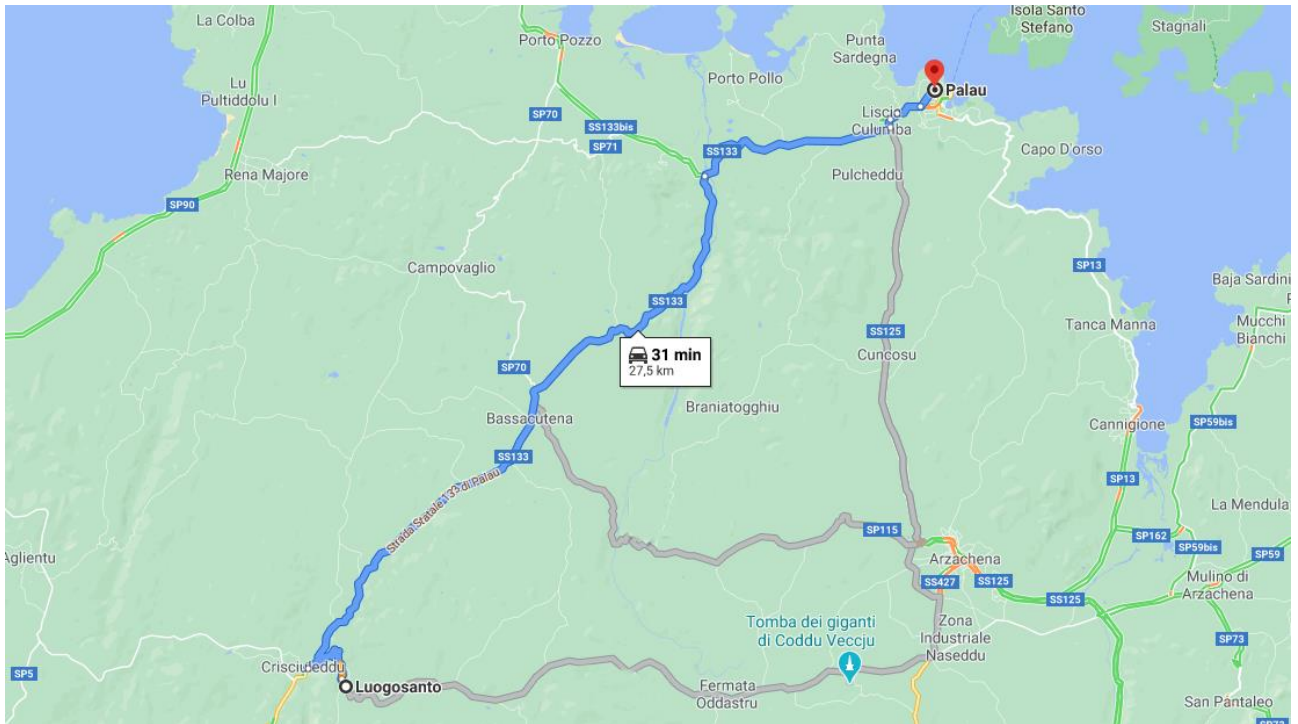 La Colba
Porto Pozzo
Punta
Sardegna
Isola Santo
Stefano
Stagnali
Lu
Pultiddolu I
Porto Pollo
Palau
SP70
SS133bis
SP71
Liscio
Culumba
SS133
Capo D'orso
Rena Majore
Pulcheddu
SP90
Campovaglio
SP13
Baja Sardini
SS133
Tanca Manna
Mucchi
Bianchi
SS125
31 min
27,5 km
Cuncosu
SP70
Bassacutena
Braniatogghiu
Cannigione
SP59bis
SS133
Strada Statale 133 di Palau
SP13
La Mendula
Aglientu
SP115
Arzachena
SP162
SP59bis
SP59
SS427
SS125
SS125
Mulino di
Arzachena
Tomba dei giganti
di Coddu Veccju
Zona
Industriale
Naseddu
SP73
SP5
Crisciuleddu
Luogosanto
Fermata
Oddastru
San Pantaleo